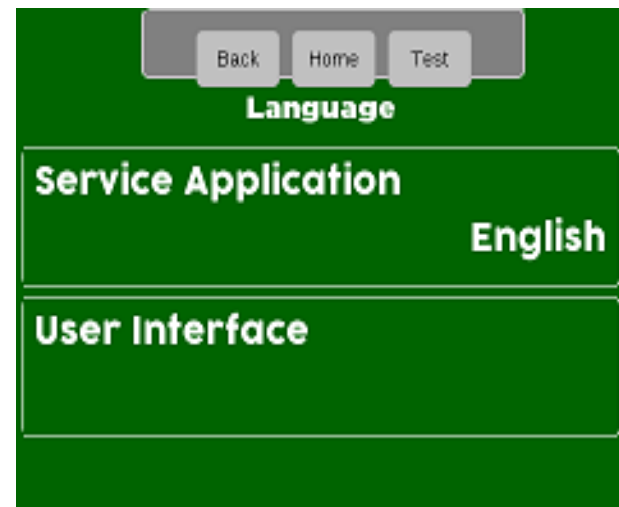 Back Home Test
Language
Service Application
English
User Interface